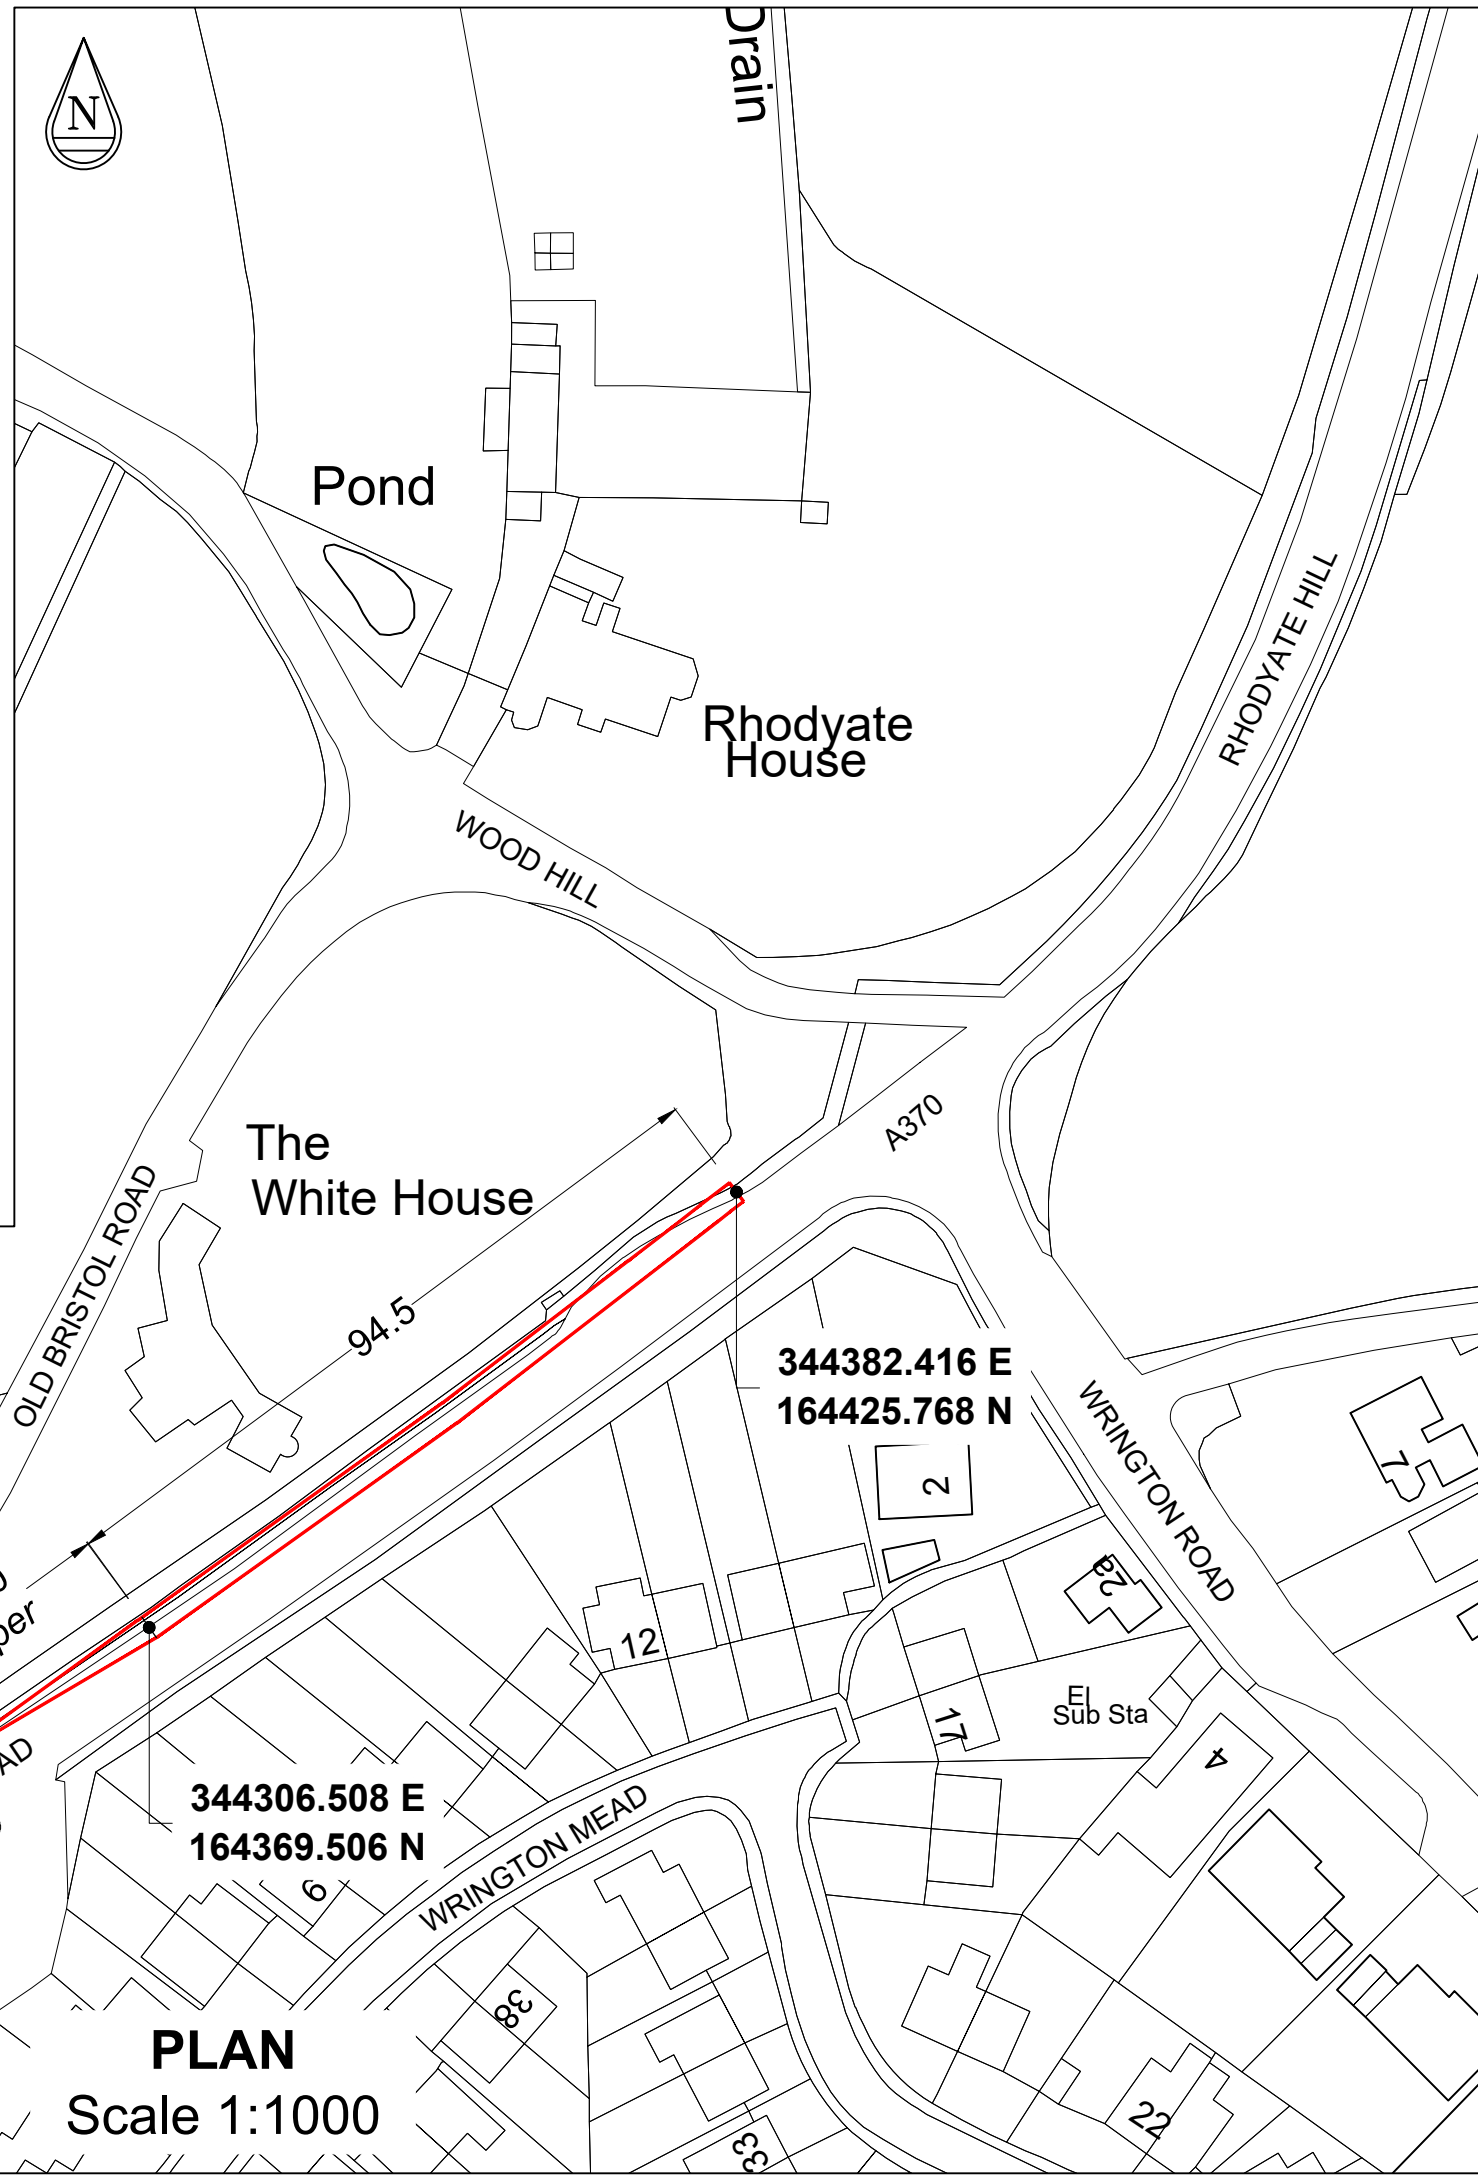 Drain
N
Pond
Rhodyate
House
RHODYATE HILL
WOOD HILL
A370
The
White House
OLD BRISTOL ROAD
94.5
344382.416 E
164425.768 N
WRINGTON ROAD
7
2
2a
12
17
El
Sub Sta
4
344306.508 E
164369.506 N
WRINGTON MEAD
38
33
22
PLAN
Scale 1:1000